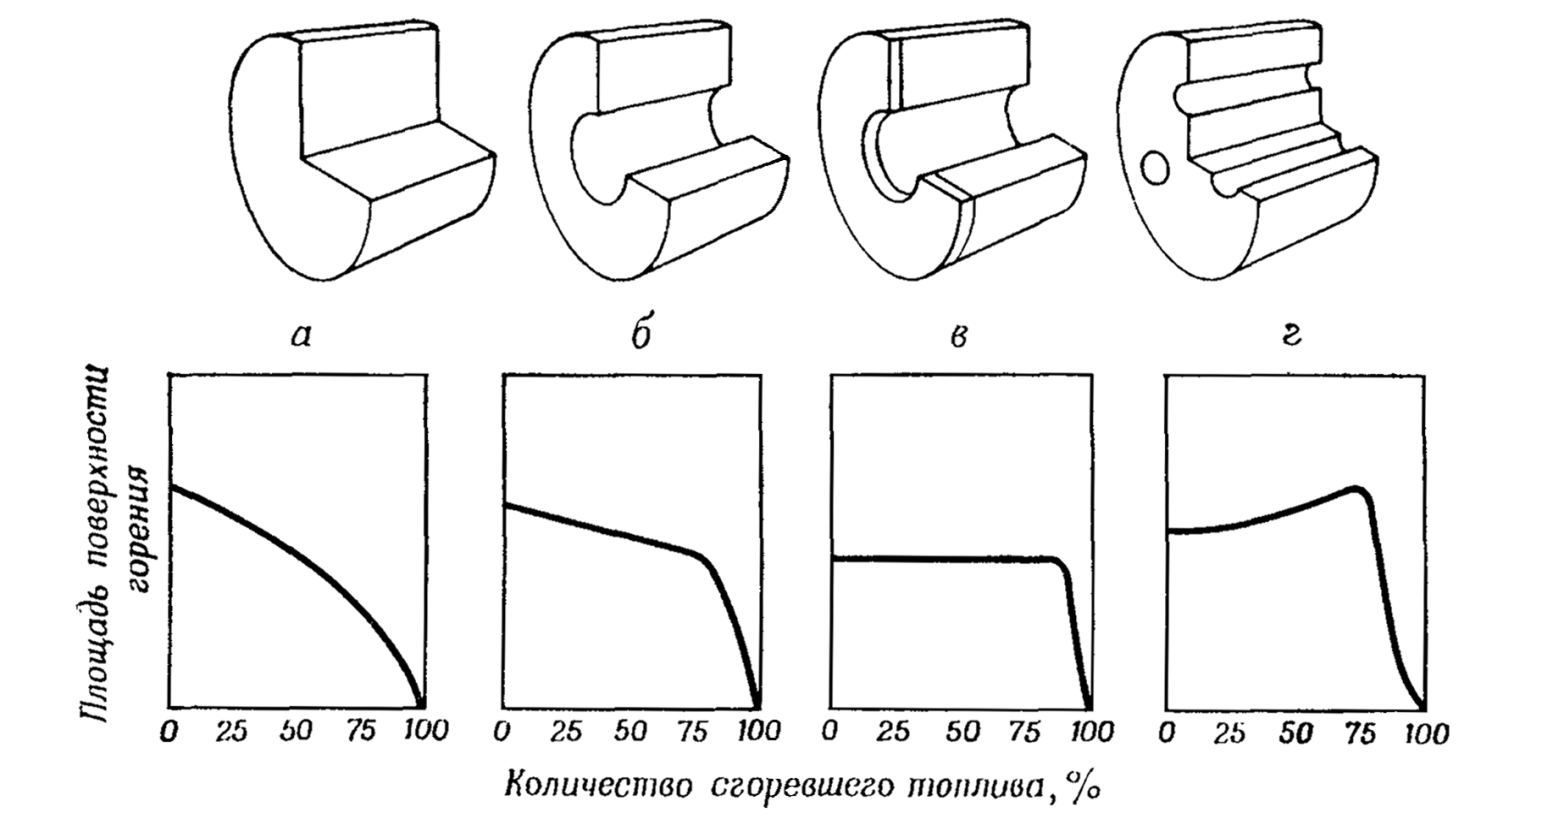 а б в г
Площадь поверхности
горения
0 25 50 75 100 0 25 50 75 100 0 25 50 75 100 0 25 50 75 100
Количество сгоревшего топлива, %